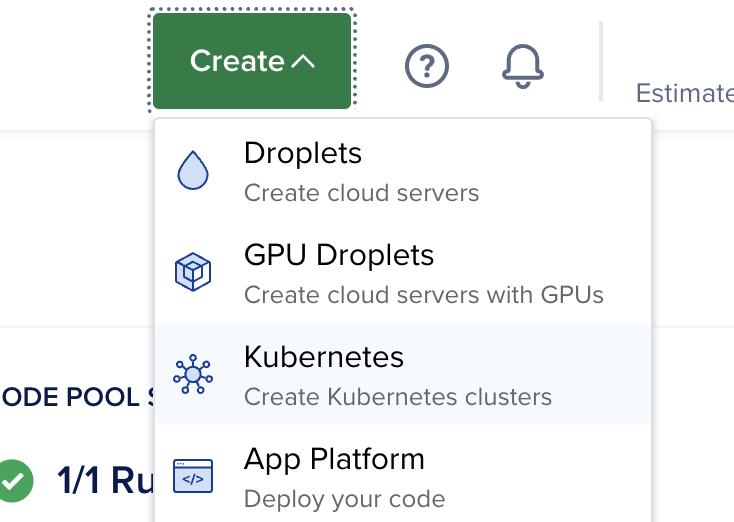 Create
?
Estimate
Droplets
Create cloud servers
GPU Droplets
Create cloud servers with GPUs
Kubernetes
Create Kubernetes clusters
ODE POOL S
App Platform
</>
1/1 Ru
Deploy your code